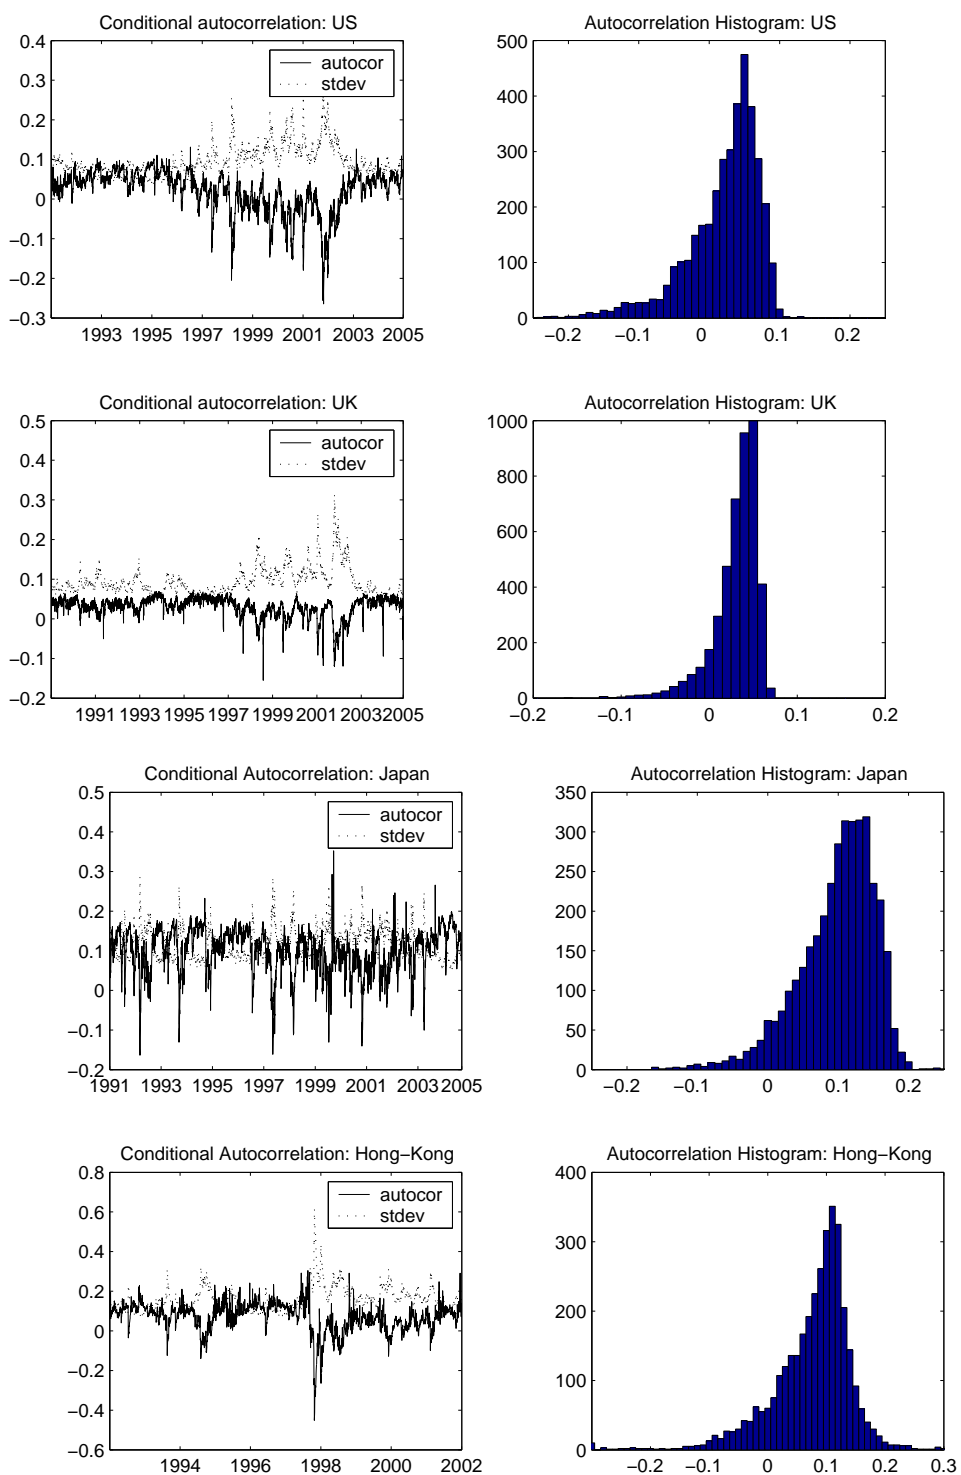 Conditional autocorrelation: US
0.4
0.3
0.2
0.1
0
−0.1
−0.2
−0.3
1993 1995 1997 1999 2001 2005
autocor
stdev
Autocorrelation Histogram: US
500
400
300
200
100
0
−0.2 −0.1 0 0.1 0.2
Conditional autocorrelation: UK
0.5
0.4
0.3
0.2
0.1
0
−0.1
−0.2
1991 1993 1995 1997 1999 2001 2003 2005
autocor
stdev
Autocorrelation Histogram: UK
1000
800
600
400
200
0
−0.2 −0.1 0 0.1 0.2
Conditional Autocorrelation: Japan
0.5
0.4
0.3
0.2
0.1
0
−0.1
−0.2
1991 1993 1995 1997 1999 2001 2003 2005
autocor
stdev
Autocorrelation Histogram: Japan
350
300
250
200
150
100
50
0
−0.2 −0.1 0 0.1 0.2
Conditional Autocorrelation: Hong−Kong
0.8
0.6
0.4
0.2
0
−0.2
−0.4
−0.6
1994 1996 1998 2000 2002
autocor
stdev
Autocorrelation Histogram: Hong−Kong
400
300
200
100
0
−0.2 −0.1 0 0.1 0.2 0.3